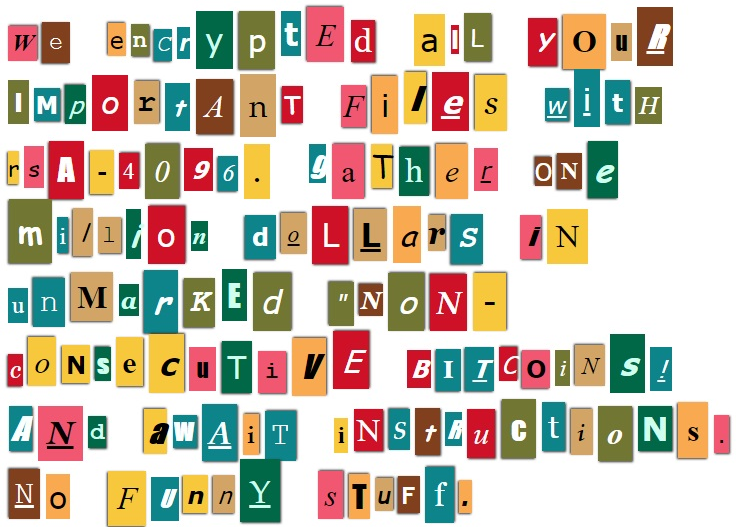 We encrypTEd all yOuR
IMportAnT Files with H
rsA-4096. gaTher oNe
million doLLars iN
unMarKEd "NoN-
coNsecuTiVE BITCOiNS!
ANd awAiT iNStRucTioNs.
No FunnY sTuFf.